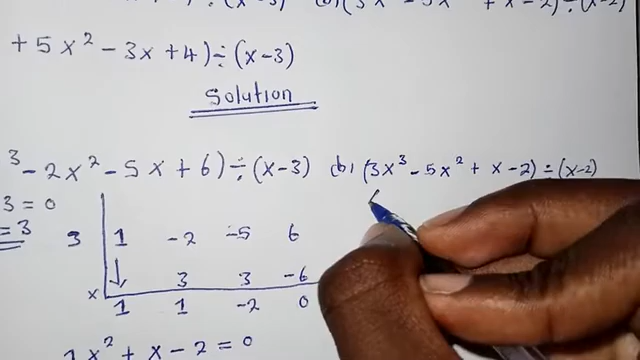 + 5x² - 3x + 4) ÷ (x-3)
Solution
³ - 2x² - 5x + 6) ÷ (x-3) (b) (3x³ - 5x² + x - 2) ÷ (x-2)
3 = 0
= 3
3 1 -2 -5 6
3 3 -6
x 1 1 -2 0
1x² + x - 2 = 0